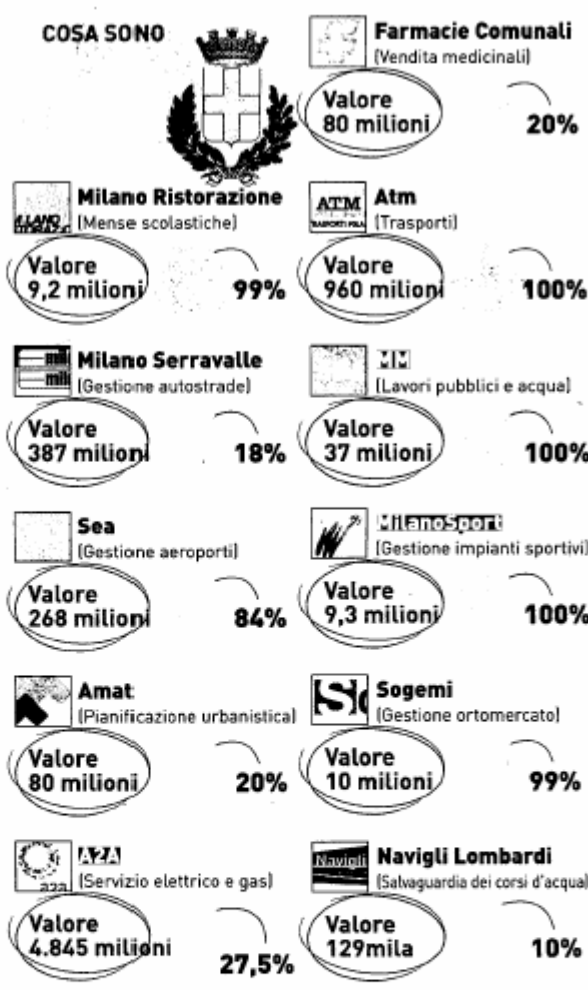 COSA SONO
Farmacie Comunali
(Vendita medicinali)
Valore
80 milioni
20%
Milano Ristorazione
(Mense scolastiche)
Valore
9,2 milioni
99%
ATM
Atm
(Trasporti)
Valore
960 milioni
100%
Milano Serravalle
(Gestione autostrade)
Valore
387 milioni
18%
MM
(Lavori pubblici e acqua)
Valore
37 milioni
100%
Sea
(Gestione aeroporti)
Valore
268 milioni
84%
MilanoSport
(Gestione impianti sportivi)
Valore
9,3 milioni
100%
Amat
(Pianificazione urbanistica)
Valore
80 milioni
20%
Sogemi
(Gestione ortomercato)
Valore
10 milioni
99%
a2a
A2A
(Servizio elettrico e gas)
Valore
4.845 milioni
27,5%
Navigli
Navigli Lombardi
(Salvaguardia dei corsi d'acqua)
Valore
129mila
10%